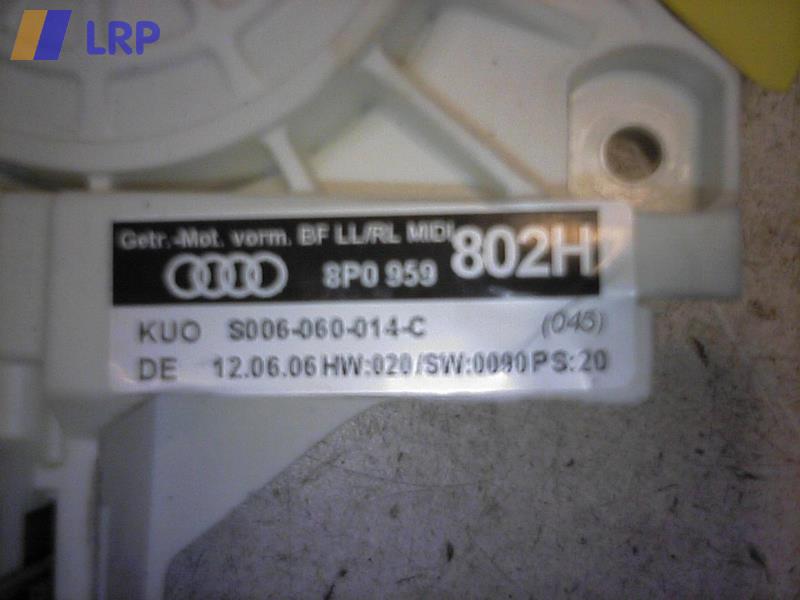 LRP
Getr.-Mot. vorm. BF LL/RL MIDI
8P0 959 802H
KUO S006-060-014-C (045)
DE 12.06.06 HW:020/SW:0090 PS:20